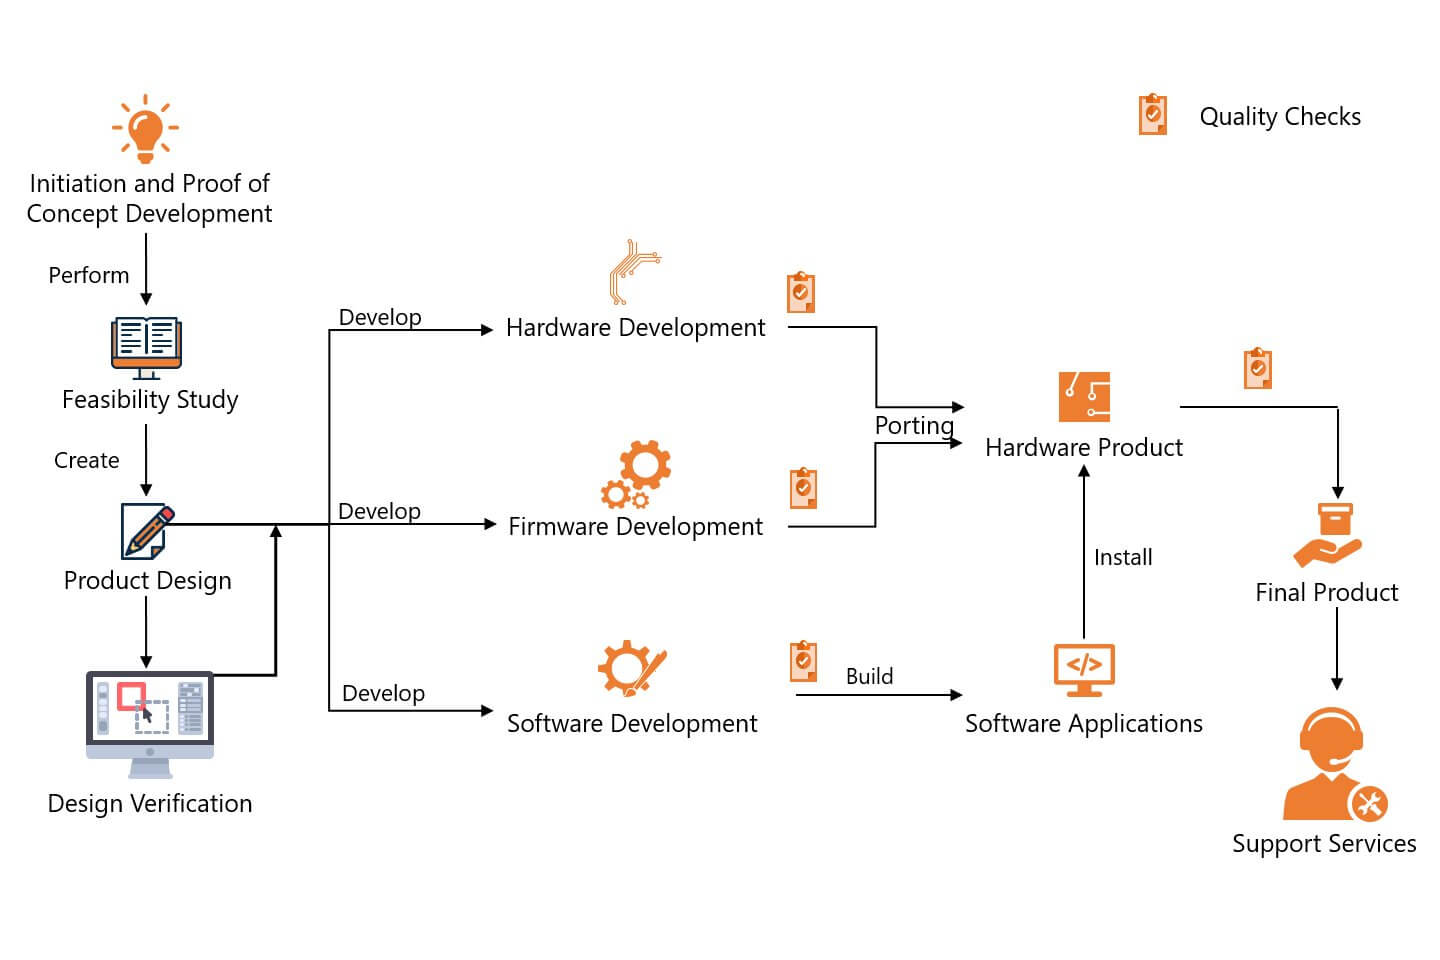 Quality Checks
Initiation and Proof of
Concept Development
Perform
Feasibility Study
Create
Product Design
Design Verification
Develop
Hardware Development
Develop
Firmware Development
Develop
Software Development
Porting
Hardware Product
Install
Build
</>
Software Applications
Final Product
Support Services